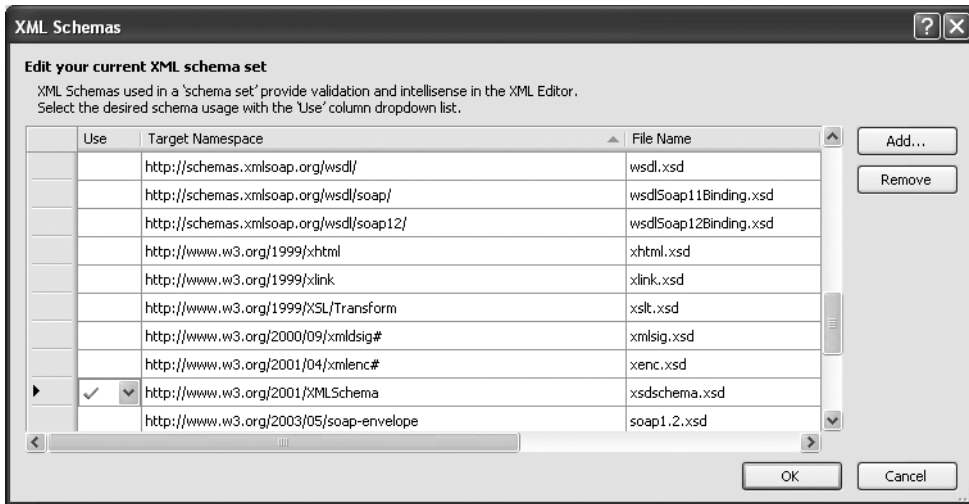 XML Schemas
Edit your current XML schema set
XML Schemas used in a 'schema set' provide validation and intellisense in the XML Editor.
Select the desired schema usage with the 'Use' column dropdown list.
Use Target Namespace File Name
http://schemas.xmlsoap.org/wsdl/ wsdl.xsd
http://schemas.xmlsoap.org/wsdl/soap/ wsdlSoap11Binding.xsd
http://schemas.xmlsoap.org/wsdl/soap12/ wsdlSoap12Binding.xsd
http://www.w3.org/1999/xhtml xhtml.xsd
http://www.w3.org/1999/xlink xlink.xsd
http://www.w3.org/1999/XSL/Transform xslt.xsd
http://www.w3.org/2000/09/xmldsig# xmlsig.xsd
http://www.w3.org/2001/04/xmlenc# xenc.xsd
http://www.w3.org/2001/XMLSchema xsdschema.xsd
http://www.w3.org/2003/05/soap-envelope soap1.2.xsd
Add...
Remove
OK Cancel